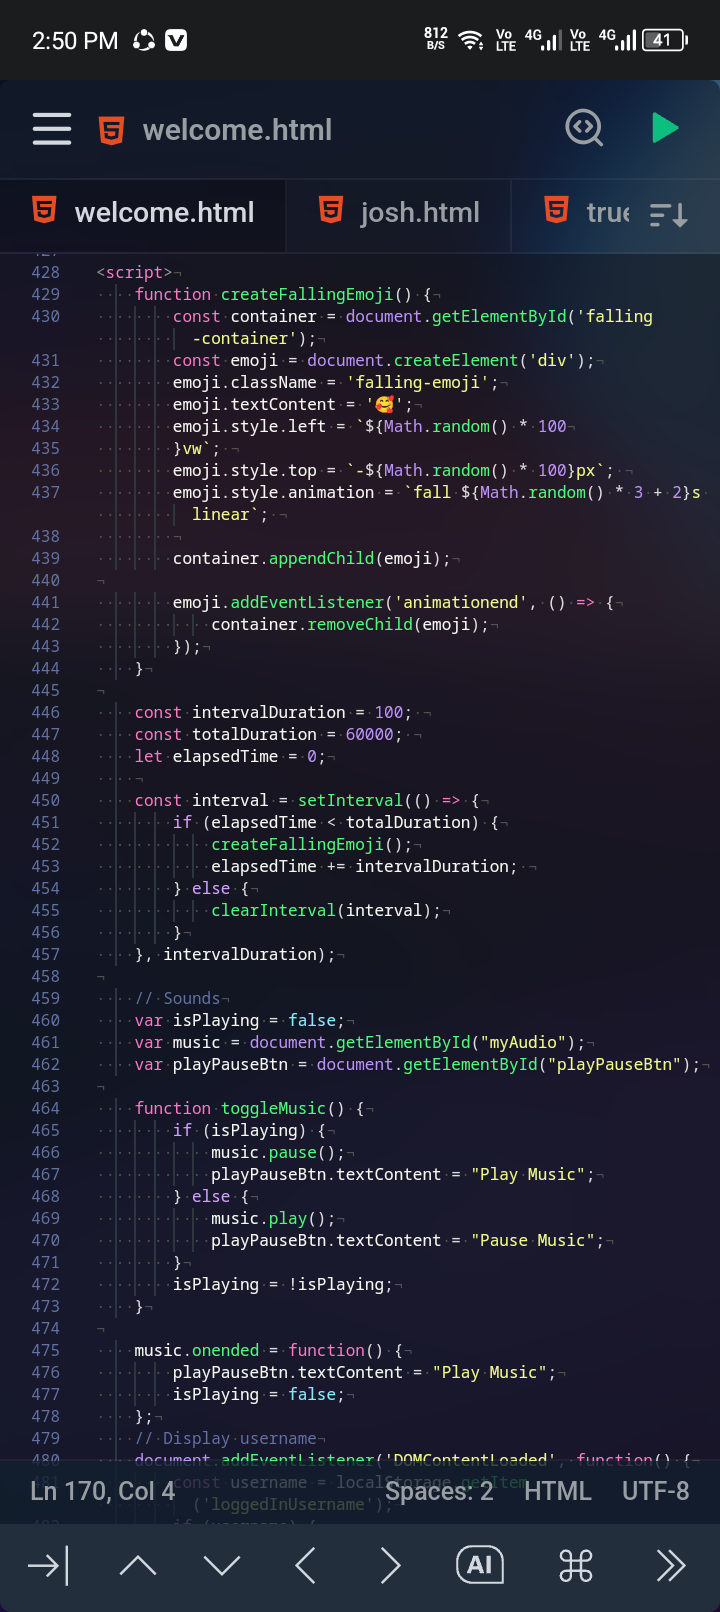 2:50 PM
812 B/S
Vo LTE 4G Vo LTE 4G 41
welcome.html
welcome.html josh.html true
427
428 <script>
429 function createFallingEmoji() {
430 const container = document.getElementById('falling
-container');
431 const emoji = document.createElement('div');
432 emoji.className = 'falling-emoji';
433 emoji.textContent = '🥰';
434 emoji.style.left = `${Math.random() * 100
435 }vw`;
436 emoji.style.top = `-${Math.random() * 100}px`;
437 emoji.style.animation = `fall ${Math.random() * 3 + 2}s
linear`;
438
439 container.appendChild(emoji);
440
441 emoji.addEventListener('animationend', () => {
442 container.removeChild(emoji);
443 });
444 }
445
446 const intervalDuration = 100;
447 const totalDuration = 60000;
448 let elapsedTime = 0;
449
450 const interval = setInterval(() => {
451 if (elapsedTime < totalDuration) {
452 createFallingEmoji();
453 elapsedTime += intervalDuration;
454 } else {
455 clearInterval(interval);
456 }
457 }, intervalDuration);
458
459 // Sounds
460 var isPlaying = false;
461 var music = document.getElementById("myAudio");
462 var playPauseBtn = document.getElementById("playPauseBtn");
463
464 function toggleMusic() {
465 if (isPlaying) {
466 music.pause();
467 playPauseBtn.textContent = "Play Music";
468 } else {
469 music.play();
470 playPauseBtn.textContent = "Pause Music";
471 }
472 isPlaying = !isPlaying;
473 }
474
475 music.onended = function() {
476 playPauseBtn.textContent = "Play Music";
477 isPlaying = false;
478 };
479 // Display username
480 document.addEventListener('DOMContentLoaded', function() {
481 const username = localStorage.getItem
('loggedInUsername');
Ln 170, Col 4 Spaces: 2 HTML UTF-8
AI